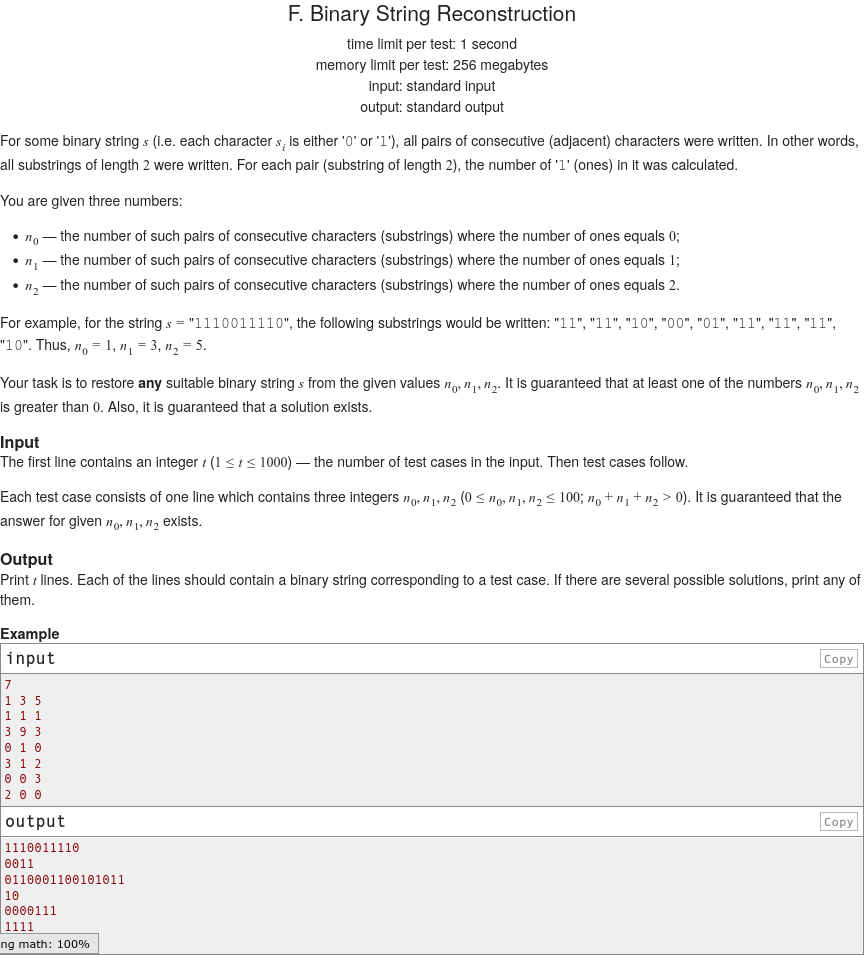 F. Binary String Reconstruction
time limit per test: 1 second
memory limit per test: 256 megabytes
input: standard input
output: standard output
For some binary string s (i.e. each character s_i is either '0' or '1'), all pairs of consecutive (adjacent) characters were written. In other words,
all substrings of length 2 were written. For each pair (substring of length 2), the number of '1' (ones) in it was calculated.
You are given three numbers:
• n_0 — the number of such pairs of consecutive characters (substrings) where the number of ones equals 0;
• n_1 — the number of such pairs of consecutive characters (substrings) where the number of ones equals 1;
• n_2 — the number of such pairs of consecutive characters (substrings) where the number of ones equals 2.
For example, for the string s = "1110011110", the following substrings would be written: "11", "11", "10", "00", "01", "11", "11", "11",
"10". Thus, n_0 = 1, n_1 = 3, n_2 = 5.
Your task is to restore any suitable binary string s from the given values n_0, n_1, n_2. It is guaranteed that at least one of the numbers n_0, n_1, n_2
is greater than 0. Also, it is guaranteed that a solution exists.
Input
The first line contains an integer t (1 ≤ t ≤ 1000) — the number of test cases in the input. Then test cases follow.
Each test case consists of one line which contains three integers n_0, n_1, n_2 (0 ≤ n_0, n_1, n_2 ≤ 100; n_0 + n_1 + n_2 > 0). It is guaranteed that the
answer for given n_0, n_1, n_2 exists.
Output
Print t lines. Each of the lines should contain a binary string corresponding to a test case. If there are several possible solutions, print any of
them.
Example
input
Copy
7
1 3 5
1 1 1
3 9 3
0 1 0
3 1 2
0 0 3
2 0 0
output
Copy
1110011110
0011
0110001100101011
10
0000111
1111
ng math: 100%